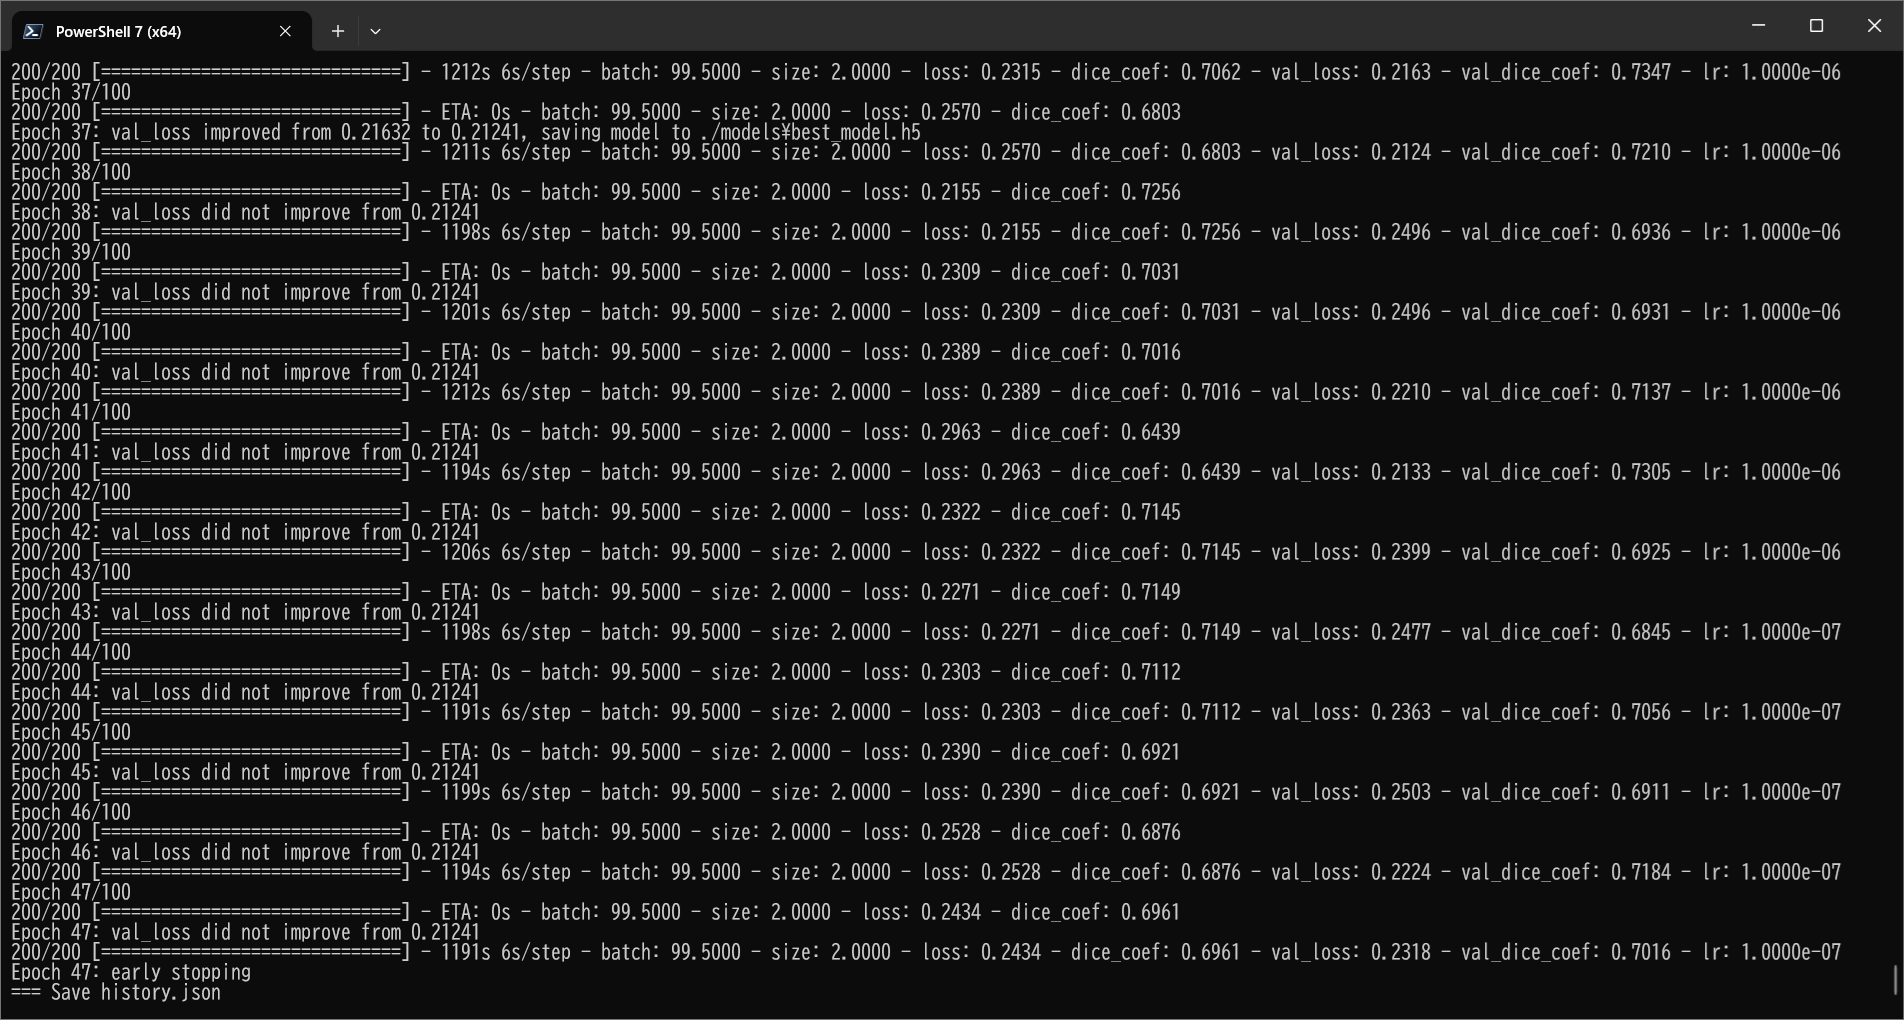 PowerShell 7 (x64)
200/200 [==============================] - 1212s 6s/step - batch: 99.5000 - size: 2.0000 - loss: 0.2315 - dice_coef: 0.7062 - val_loss: 0.2163 - val_dice_coef: 0.7347 - lr: 1.0000e-06
Epoch 37/100
200/200 [==============================] - ETA: 0s - batch: 99.5000 - size: 2.0000 - loss: 0.2570 - dice_coef: 0.6803
Epoch 37: val_loss improved from 0.21632 to 0.21241, saving model to ./models¥best_model.h5
200/200 [==============================] - 1211s 6s/step - batch: 99.5000 - size: 2.0000 - loss: 0.2570 - dice_coef: 0.6803 - val_loss: 0.2124 - val_dice_coef: 0.7210 - lr: 1.0000e-06
Epoch 38/100
200/200 [==============================] - ETA: 0s - batch: 99.5000 - size: 2.0000 - loss: 0.2155 - dice_coef: 0.7256
Epoch 38: val_loss did not improve from 0.21241
200/200 [==============================] - 1198s 6s/step - batch: 99.5000 - size: 2.0000 - loss: 0.2155 - dice_coef: 0.7256 - val_loss: 0.2496 - val_dice_coef: 0.6936 - lr: 1.0000e-06
Epoch 39/100
200/200 [==============================] - ETA: 0s - batch: 99.5000 - size: 2.0000 - loss: 0.2309 - dice_coef: 0.7031
Epoch 39: val_loss did not improve from 0.21241
200/200 [==============================] - 1201s 6s/step - batch: 99.5000 - size: 2.0000 - loss: 0.2309 - dice_coef: 0.7031 - val_loss: 0.2496 - val_dice_coef: 0.6931 - lr: 1.0000e-06
Epoch 40/100
200/200 [==============================] - ETA: 0s - batch: 99.5000 - size: 2.0000 - loss: 0.2389 - dice_coef: 0.7016
Epoch 40: val_loss did not improve from 0.21241
200/200 [==============================] - 1212s 6s/step - batch: 99.5000 - size: 2.0000 - loss: 0.2389 - dice_coef: 0.7016 - val_loss: 0.2210 - val_dice_coef: 0.7137 - lr: 1.0000e-06
Epoch 41/100
200/200 [==============================] - ETA: 0s - batch: 99.5000 - size: 2.0000 - loss: 0.2963 - dice_coef: 0.6439
Epoch 41: val_loss did not improve from 0.21241
200/200 [==============================] - 1194s 6s/step - batch: 99.5000 - size: 2.0000 - loss: 0.2963 - dice_coef: 0.6439 - val_loss: 0.2133 - val_dice_coef: 0.7305 - lr: 1.0000e-06
Epoch 42/100
200/200 [==============================] - ETA: 0s - batch: 99.5000 - size: 2.0000 - loss: 0.2322 - dice_coef: 0.7145
Epoch 42: val_loss did not improve from 0.21241
200/200 [==============================] - 1206s 6s/step - batch: 99.5000 - size: 2.0000 - loss: 0.2322 - dice_coef: 0.7145 - val_loss: 0.2399 - val_dice_coef: 0.6925 - lr: 1.0000e-06
Epoch 43/100
200/200 [==============================] - ETA: 0s - batch: 99.5000 - size: 2.0000 - loss: 0.2271 - dice_coef: 0.7149
Epoch 43: val_loss did not improve from 0.21241
200/200 [==============================] - 1198s 6s/step - batch: 99.5000 - size: 2.0000 - loss: 0.2271 - dice_coef: 0.7149 - val_loss: 0.2477 - val_dice_coef: 0.6845 - lr: 1.0000e-07
Epoch 44/100
200/200 [==============================] - ETA: 0s - batch: 99.5000 - size: 2.0000 - loss: 0.2303 - dice_coef: 0.7112
Epoch 44: val_loss did not improve from 0.21241
200/200 [==============================] - 1191s 6s/step - batch: 99.5000 - size: 2.0000 - loss: 0.2303 - dice_coef: 0.7112 - val_loss: 0.2363 - val_dice_coef: 0.7056 - lr: 1.0000e-07
Epoch 45/100
200/200 [==============================] - ETA: 0s - batch: 99.5000 - size: 2.0000 - loss: 0.2390 - dice_coef: 0.6921
Epoch 45: val_loss did not improve from 0.21241
200/200 [==============================] - 1199s 6s/step - batch: 99.5000 - size: 2.0000 - loss: 0.2390 - dice_coef: 0.6921 - val_loss: 0.2503 - val_dice_coef: 0.6911 - lr: 1.0000e-07
Epoch 46/100
200/200 [==============================] - ETA: 0s - batch: 99.5000 - size: 2.0000 - loss: 0.2528 - dice_coef: 0.6876
Epoch 46: val_loss did not improve from 0.21241
200/200 [==============================] - 1194s 6s/step - batch: 99.5000 - size: 2.0000 - loss: 0.2528 - dice_coef: 0.6876 - val_loss: 0.2224 - val_dice_coef: 0.7184 - lr: 1.0000e-07
Epoch 47/100
200/200 [==============================] - ETA: 0s - batch: 99.5000 - size: 2.0000 - loss: 0.2434 - dice_coef: 0.6961
Epoch 47: val_loss did not improve from 0.21241
200/200 [==============================] - 1191s 6s/step - batch: 99.5000 - size: 2.0000 - loss: 0.2434 - dice_coef: 0.6961 - val_loss: 0.2318 - val_dice_coef: 0.7016 - lr: 1.0000e-07
Epoch 47: early stopping
=== Save history.json